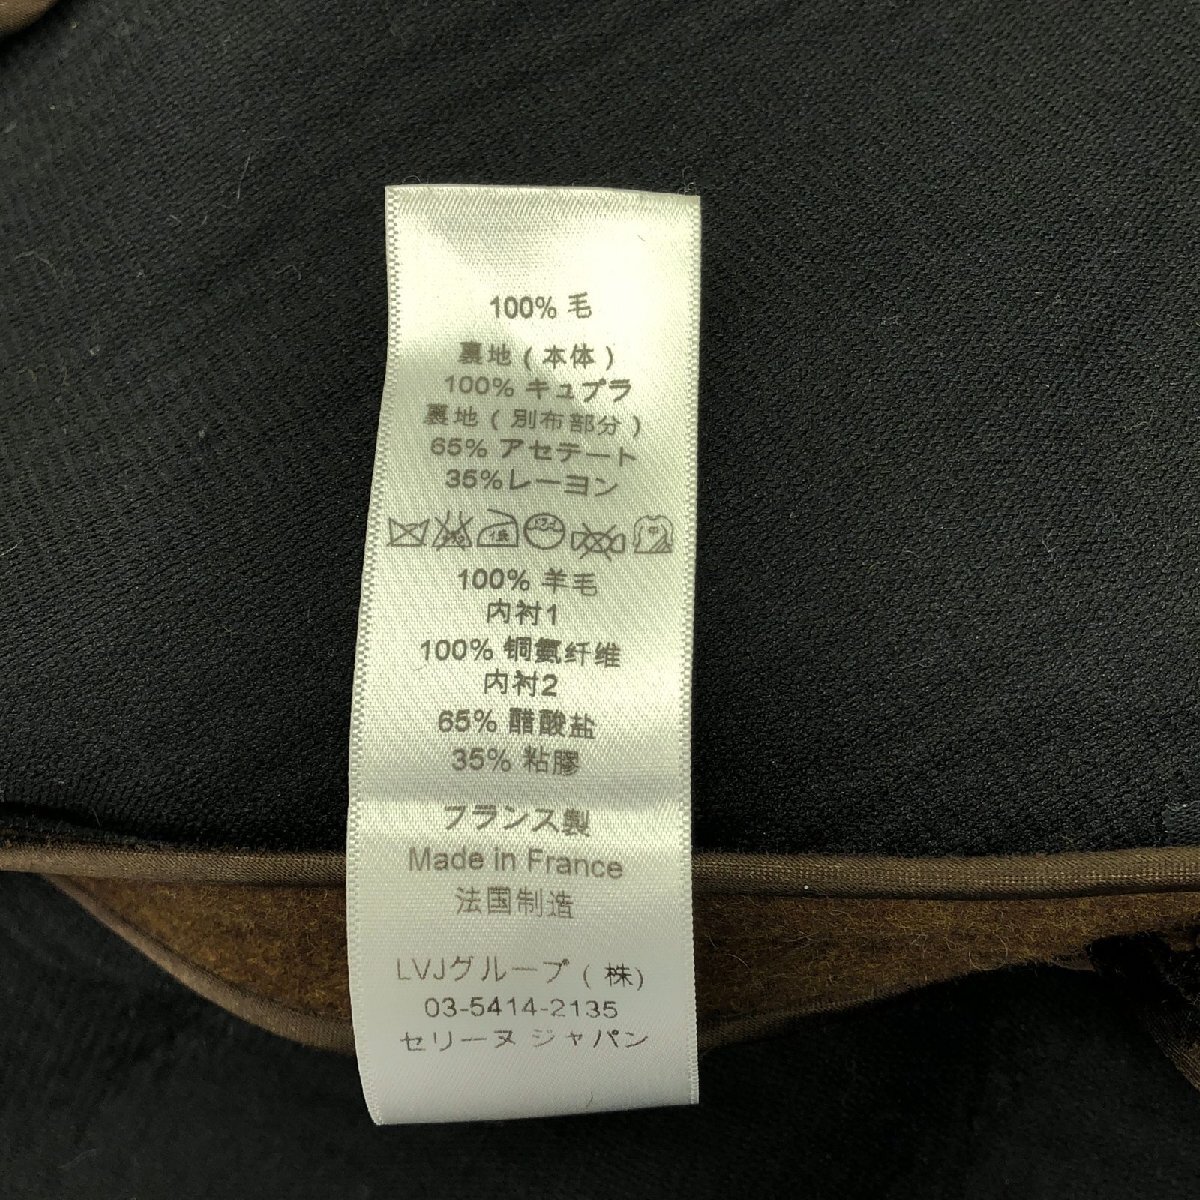 100% 毛
裏地(本体)
100% キュプラ
裏地(別布部分)
65% アセテート
35%レーヨン
100% 羊毛
内衬1
100% 铜氨纤维
内衬2
65% 醋酸盐
35% 粘膠
フランス製
Made in France
法国制造
LVJグループ(株)
03-5414-2135
セリーヌ ジャパン